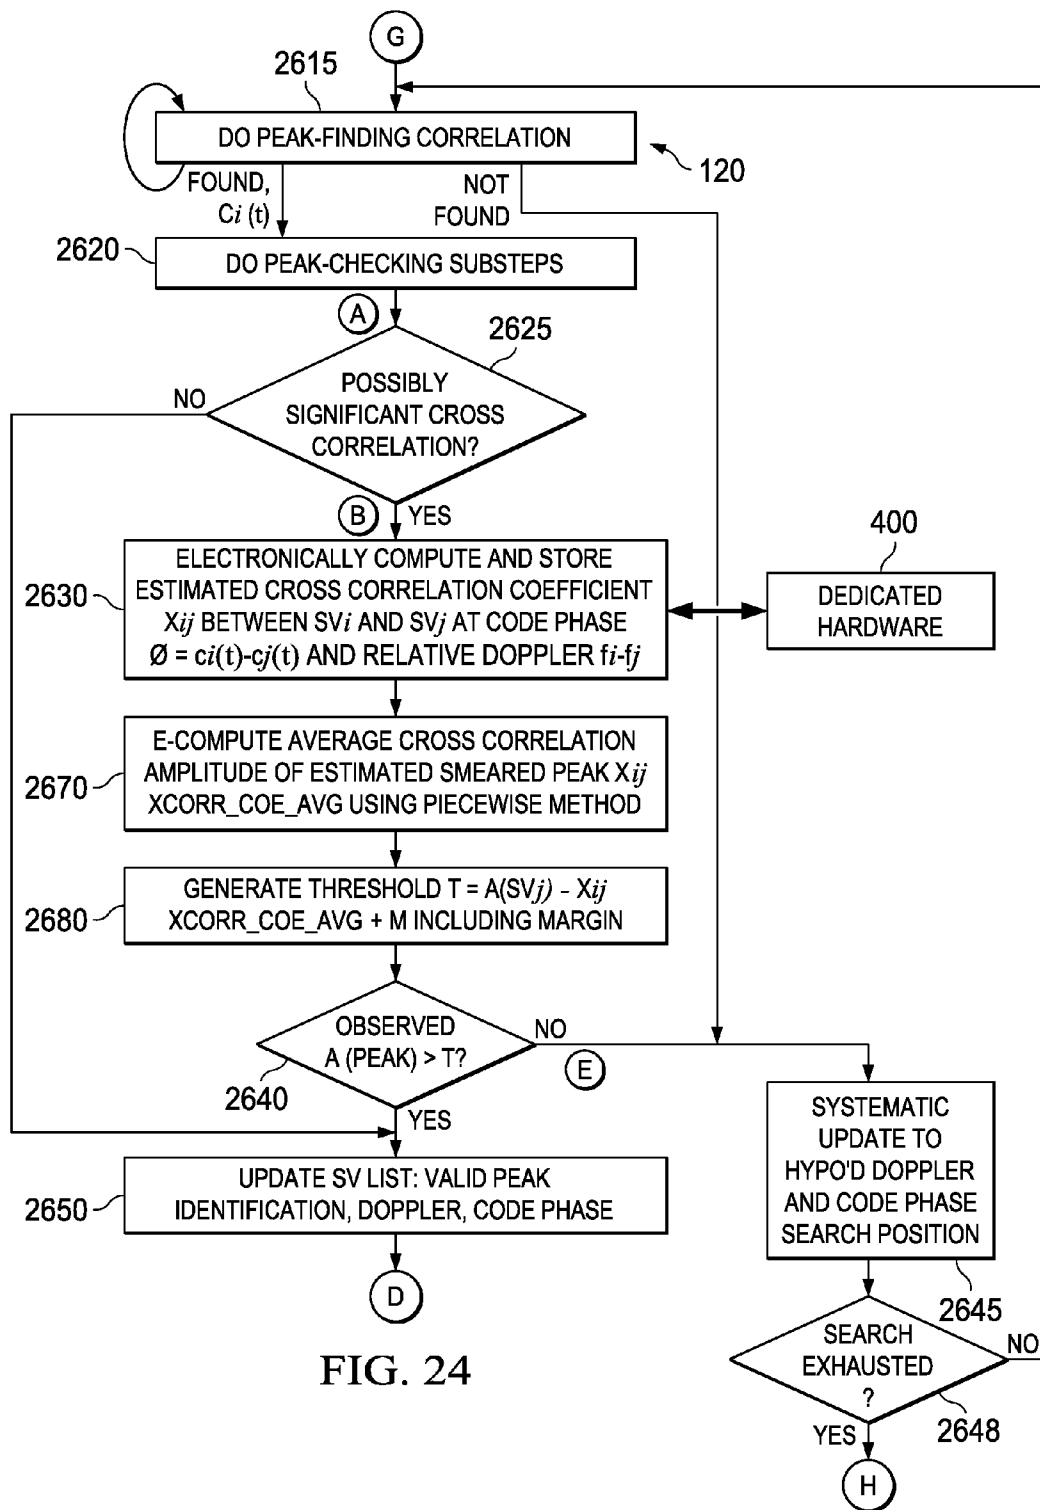 G
2615
DO PEAK-FINDING CORRELATION
120
FOUND,
Ci (t)
NOT
FOUND
2620
DO PEAK-CHECKING SUBSTEPS
A
2625
NO
POSSIBLY
SIGNIFICANT CROSS
CORRELATION?
B
YES
2630
ELECTRONICALLY COMPUTE AND STORE
ESTIMATED CROSS CORRELATION COEFFICIENT
Xij BETWEEN SVi AND SVj AT CODE PHASE
Ø = ci(t)-cj(t) AND RELATIVE DOPPLER fi-fj
400
DEDICATED
HARDWARE
2670
E-COMPUTE AVERAGE CROSS CORRELATION
AMPLITUDE OF ESTIMATED SMEARED PEAK Xij
XCORR_COE_AVG USING PIECEWISE METHOD
2680
GENERATE THRESHOLD T = A(SVj) - Xij
XCORR_COE_AVG + M INCLUDING MARGIN
OBSERVED
A (PEAK) > T?
2640
NO
E
YES
2650
UPDATE SV LIST: VALID PEAK
IDENTIFICATION, DOPPLER, CODE PHASE
D
SYSTEMATIC
UPDATE TO
HYPO'D DOPPLER
AND CODE PHASE
SEARCH POSITION
2645
SEARCH
EXHAUSTED
?
NO
2648
YES
H
FIG. 24